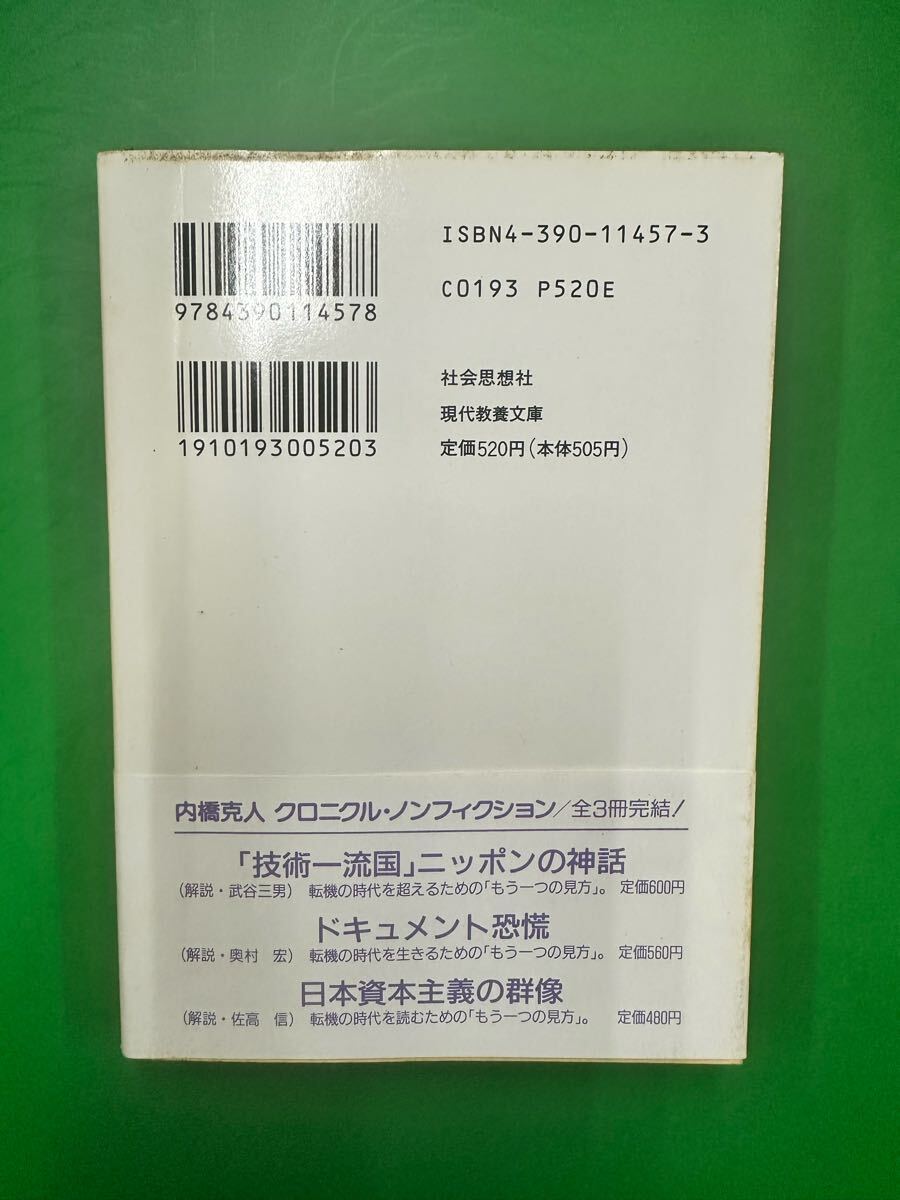 ISBN4-390-11457-3
9784390114578
C0193 P520E
社会思想社
現代教養文庫
1910193005203
定価520円(本体505円)
内橋克人 クロニクル・ノンフィクション/全3冊完結!
「技術一流国」ニッポンの神話
(解説・武谷三男) 転機の時代を超えるための「もう一つの見方」。 定価600円
ドキュメント恐慌
(解説・奥村 宏) 転機の時代を生きるための「もう一つの見方」。 定価560円
日本資本主義の群像
(解説・佐高 信) 転機の時代を読むための「もう一つの見方」。 定価480円